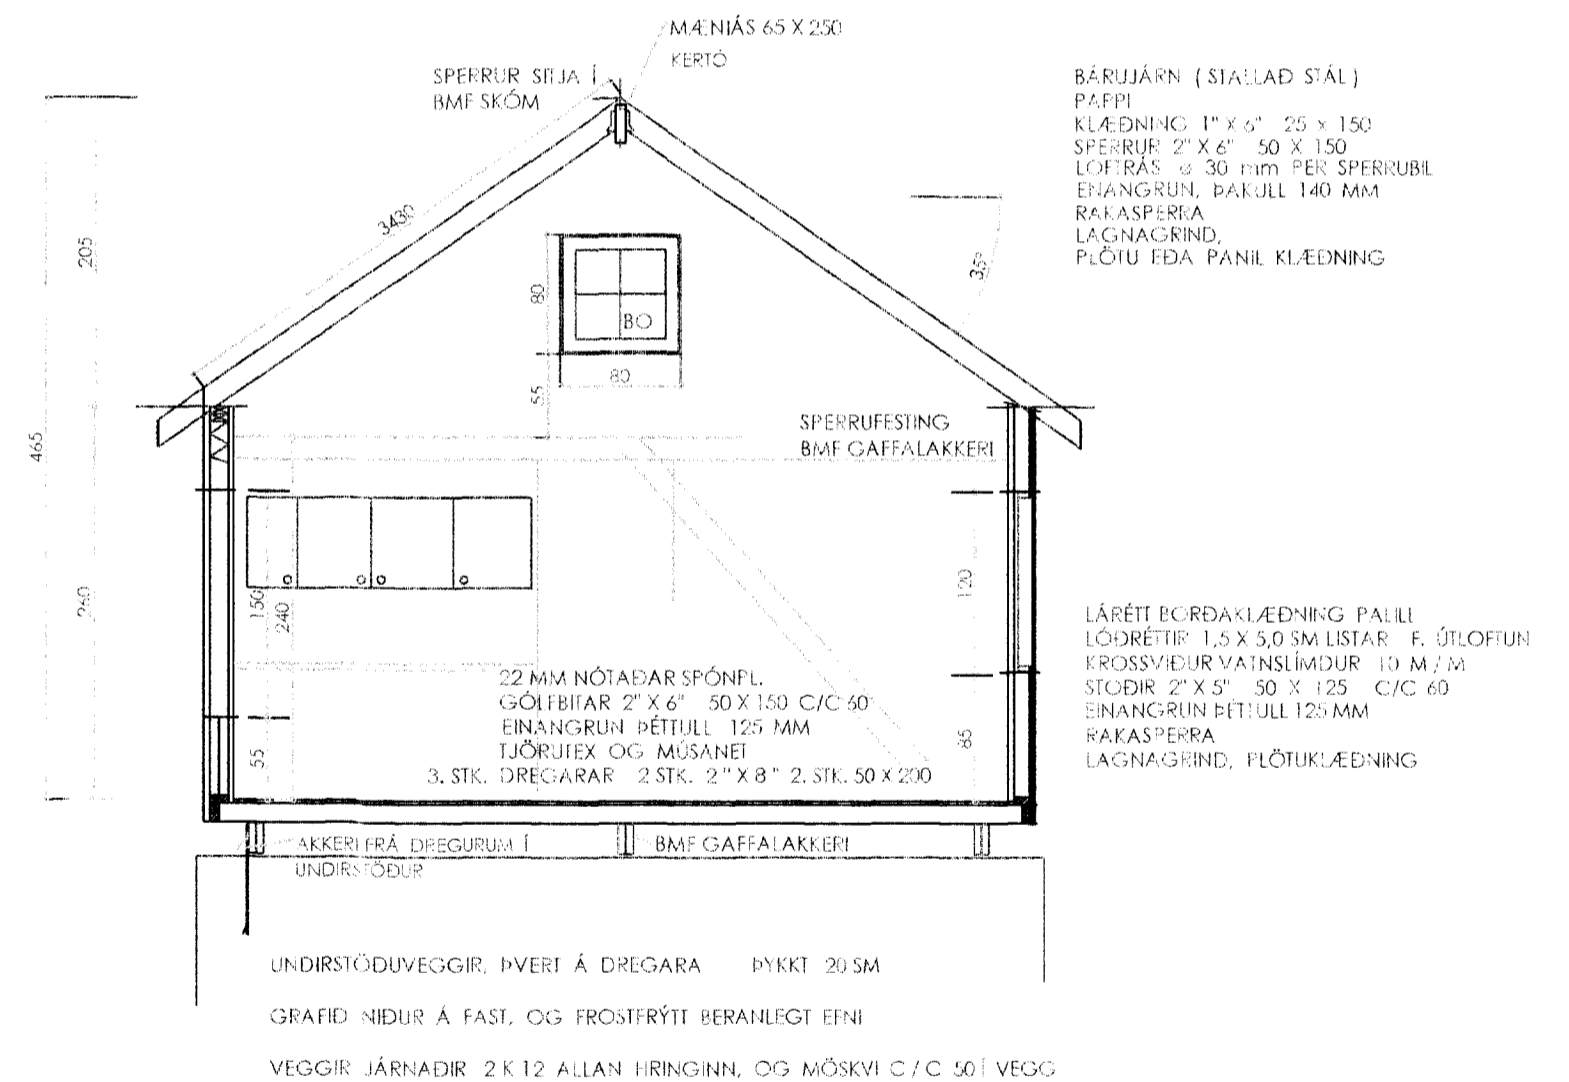 MÆNIÁS 65 X 250
KERTÓ
SPERRUR SITJA Í
BMF SKÓM
BÁRUJÁRN ( STALLAÐ STÁL )
PAPPI
KLÆÐNING 1" X 6" 25 x 150
SPERRUR 2" X 6" 50 X 150
LOFTRÁS ø 30 mm PER SPERRUBIL
EINANGRUN, ÞAKULL 140 MM
RAKASPERRA
LAGNAGRIND,
PLÖTU EÐA PANIL KLÆÐNING
3430
205
35°
80
BO
80
55
SPERRUFESTING
BMF GAFFALAKKERI
465
260
150
240
120
LÁRÉTT BORÐAKLÆÐNING PALILL
LÓÐRÉTTIR 1,5 X 5,0 SM LISTAR F. ÚTLOFTUN
KROSSVIÐUR VATNSLÍMDUR 10 M / M
STOÐIR 2" X 5" 50 X 125 C/C 60
EINANGRUN ÞÉTTULL 125 MM
RAKASPERRA
LAGNAGRIND, PLÖTUKLÆÐNING
22 MM NÓTAÐAR SPÓNPL.
GÓLFBITAR 2" X 6" 50 X 150 C/C 60
EINANGRUN ÞÉTTULL 125 MM
TJÖRUTEX OG MÚSANET
3. STK. DREGARAR 2 STK. 2 " X 8 " 2. STK. 50 X 200
55
85
AKKERI FRÁ DREGURUM Í
UNDIRSTÖÐUR
BMF GAFFALAKKERI
UNDIRSTÖÐUVEGGIR, ÞVERT Á DREGARA ÞYKKT 20 SM
GRAFIÐ NIÐUR Á FAST, OG FROSTFRÝTT BERANLEGT EFNI
VEGGIR JÁRNAÐIR 2 K 12 ALLAN HRINGINN, OG MÖSKVI C / C 50 Í VEGG